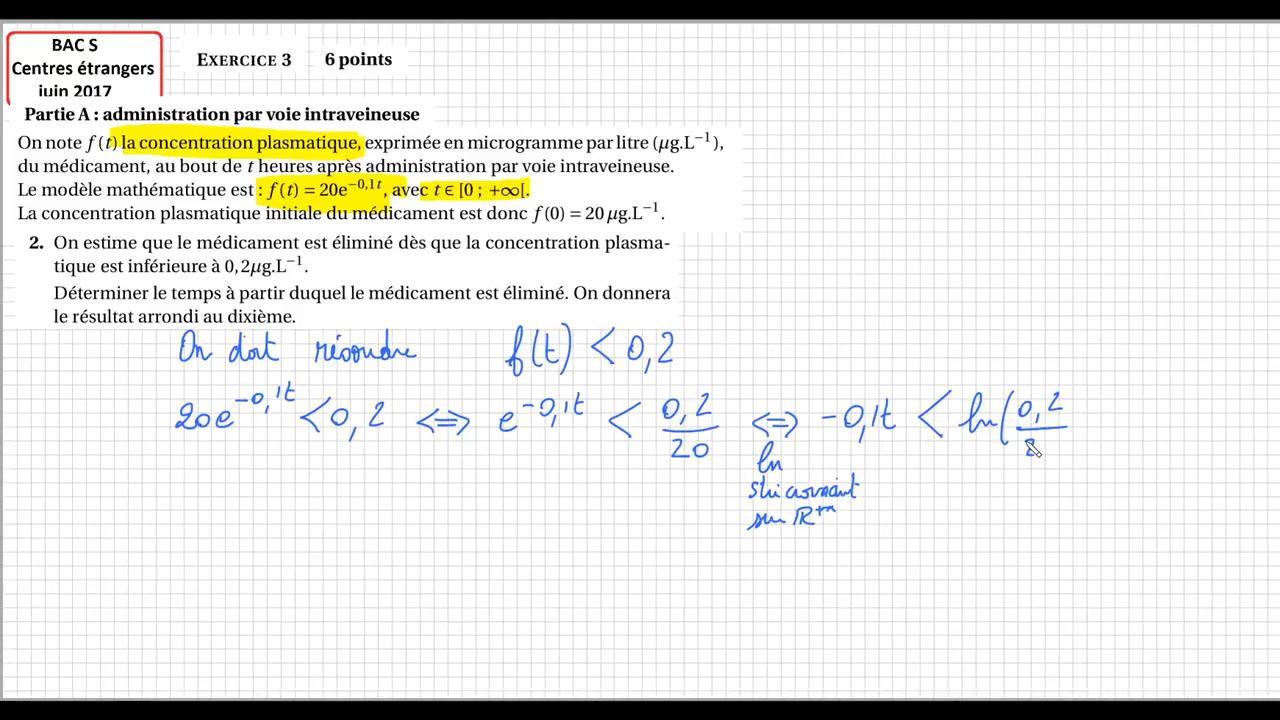 BAC S
Centres étrangers
juin 2017
EXERCICE 3 6 points
Partie A : administration par voie intraveineuse
On note f(t) la concentration plasmatique, exprimée en microgramme par litre (μg.L⁻¹),
du médicament, au bout de t heures après administration par voie intraveineuse.
Le modèle mathématique est : f(t) = 20e^{−0,1t}, avec t ∈ [0 ; +∞[.
La concentration plasmatique initiale du médicament est donc f(0) = 20 μg.L⁻¹.
2. On estime que le médicament est éliminé dès que la concentration plasma-
tique est inférieure à 0,2μg.L⁻¹.
Déterminer le temps à partir duquel le médicament est éliminé. On donnera
le résultat arrondi au dixième.
On doit résoudre f(t) < 0,2
20e^{-0,1t} < 0,2 <=> e^{-0,1t} < 0,2/20 <=> -0,1t < ln(0,2/2
ln
stri croissant
sur R^{+*}